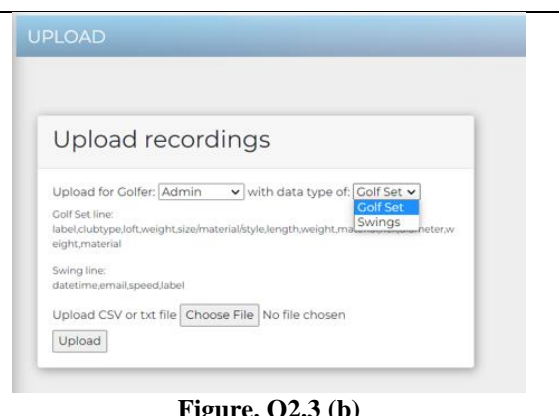 UPLOAD
Upload recordings
Upload for Golfer: Admin with data type of: Golf Set
Golf Set
Swings
Golf Set line:
label,clubtype,loft,weight,size/material/style,length,weight,
eight,material
Swing line:
datetime,email,speed,label
Upload CSV or txt file Choose File No file chosen
Upload
Figure. Q2.3 (b)